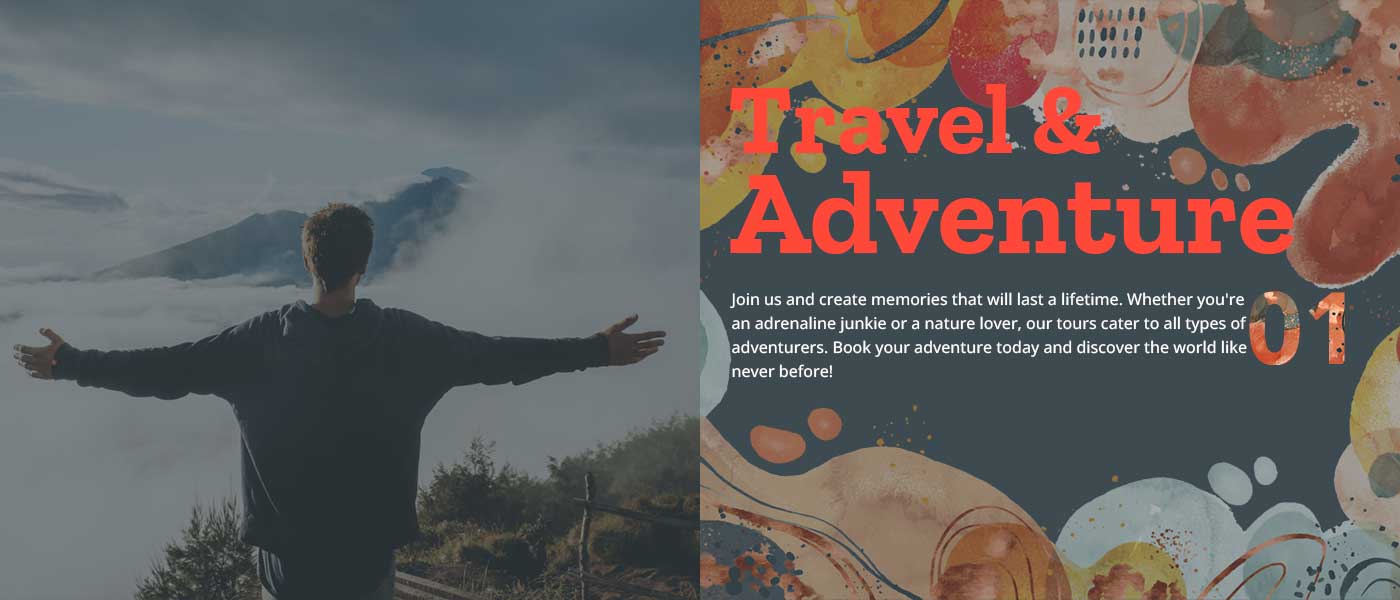 Travel &
Adventure
Join us and create memories that will last a lifetime. Whether you're
an adrenaline junkie or a nature lover, our tours cater to all types of
adventurers. Book your adventure today and discover the world like
never before!
01